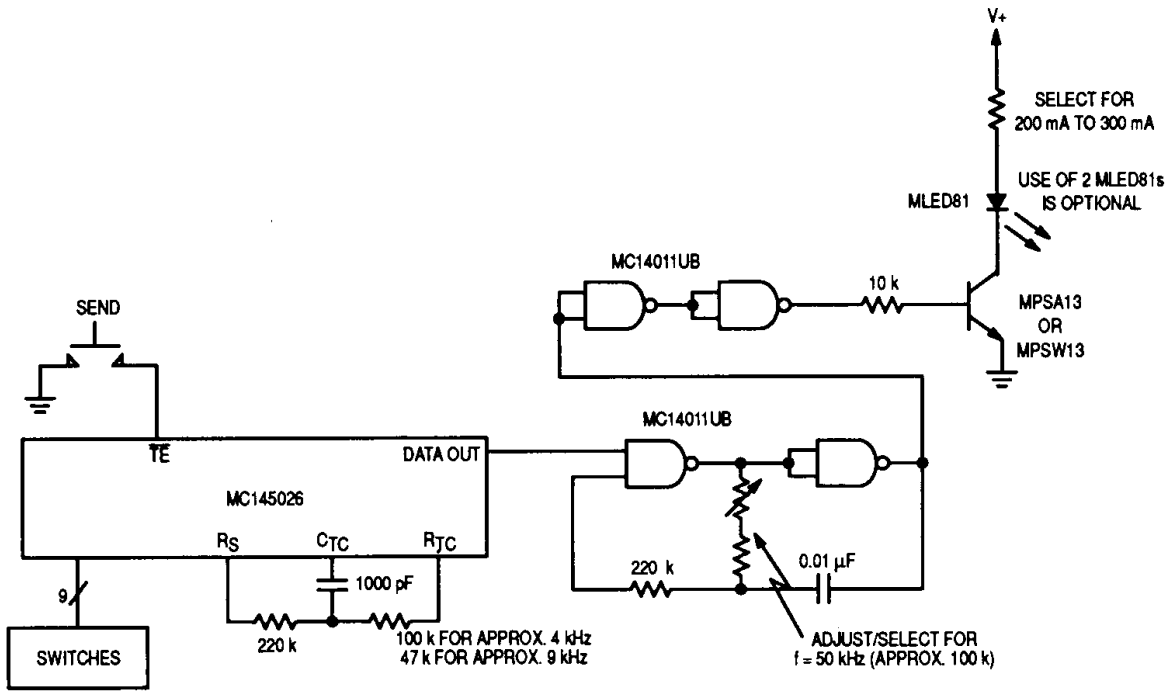 V+
SELECT FOR
200 mA TO 300 mA
MLED81
USE OF 2 MLED81s
IS OPTIONAL
MC14011UB
10 k
MPSA13
OR
MPSW13
SEND
MC14011UB
TE
DATA OUT
MC145026
RS
CTC
RTC
9
1000 pF
220 k
0.01 µF
220 k
100 k FOR APPROX. 4 kHz
47 k FOR APPROX. 9 kHz
SWITCHES
ADJUST/SELECT FOR
f = 50 kHz (APPROX. 100 k)